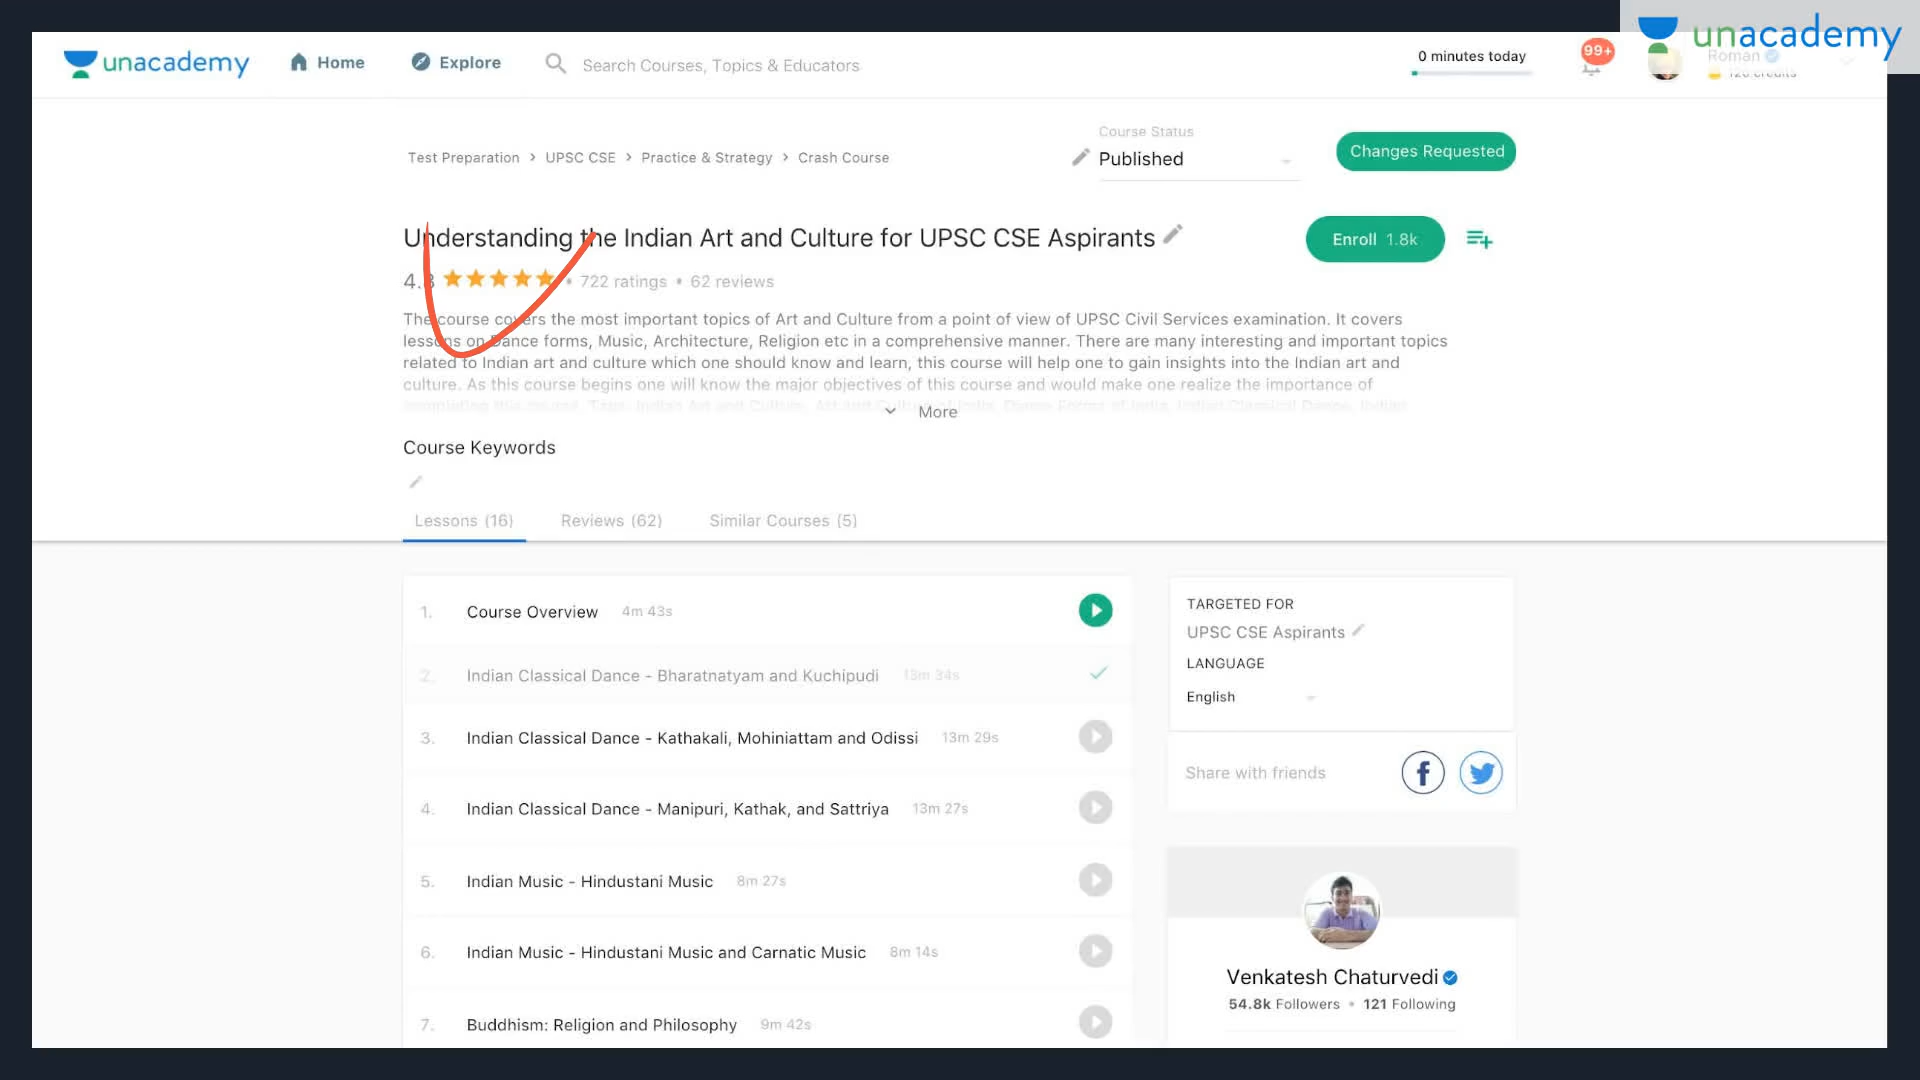 unacademy
unacademy
Home
Explore
Search Courses, Topics & Educators
0 minutes today
99+
Roman
120 credits
Test Preparation > UPSC CSE > Practice & Strategy > Crash Course
Course Status
Published
Changes Requested
Understanding the Indian Art and Culture for UPSC CSE Aspirants
Enroll 1.8k
722 ratings • 62 reviews
The course covers the most important topics of Art and Culture from a point of view of UPSC Civil Services examination. It covers
lessons on Dance forms, Music, Architecture, Religion etc in a comprehensive manner. There are many interesting and important topics
related to Indian art and culture which one should know and learn, this course will help one to gain insights into the Indian art and
culture. As this course begins one will know the major objectives of this course and would make one realize the importance of
More
Course Keywords
Lessons (16)
Reviews (62)
Similar Courses (5)
1. Course Overview 4m 43s
2. Indian Classical Dance - Bharatnatyam and Kuchipudi 13m 34s
3. Indian Classical Dance - Kathakali, Mohiniattam and Odissi 13m 29s
4. Indian Classical Dance - Manipuri, Kathak, and Sattriya 13m 27s
5. Indian Music - Hindustani Music 8m 27s
6. Indian Music - Hindustani Music and Carnatic Music 8m 14s
7. Buddhism: Religion and Philosophy 9m 42s
TARGETED FOR
UPSC CSE Aspirants
LANGUAGE
English
Share with friends
Venkatesh Chaturvedi
54.8k Followers • 121 Following